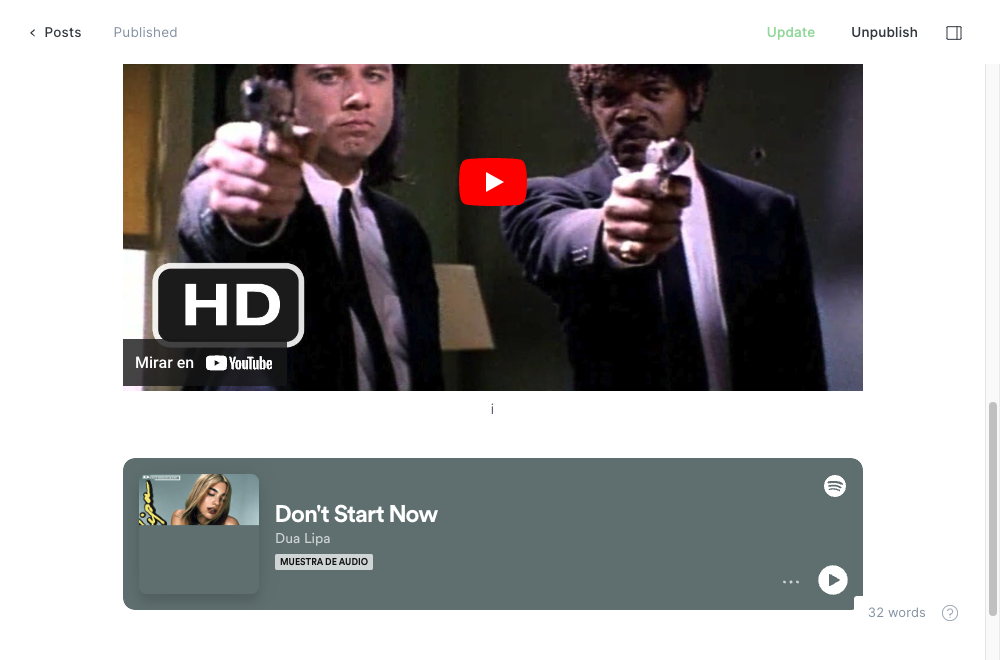 Posts
Published
Update
Unpublish
HD
Mirar en YouTube
i
Don't Start Now
Dua Lipa
MUESTRA DE AUDIO
32 words
?